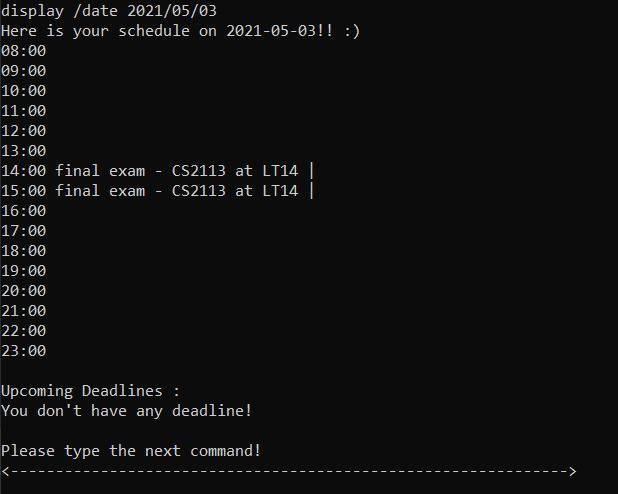 display /date 2021/05/03
Here is your schedule on 2021-05-03!! :)
08:00
09:00
10:00
11:00
12:00
13:00
14:00 final exam - CS2113 at LT14 |
15:00 final exam - CS2113 at LT14 |
16:00
17:00
18:00
19:00
20:00
21:00
22:00
23:00
Upcoming Deadlines :
You don't have any deadline!
Please type the next command!
<-------------------------------------------------------------->